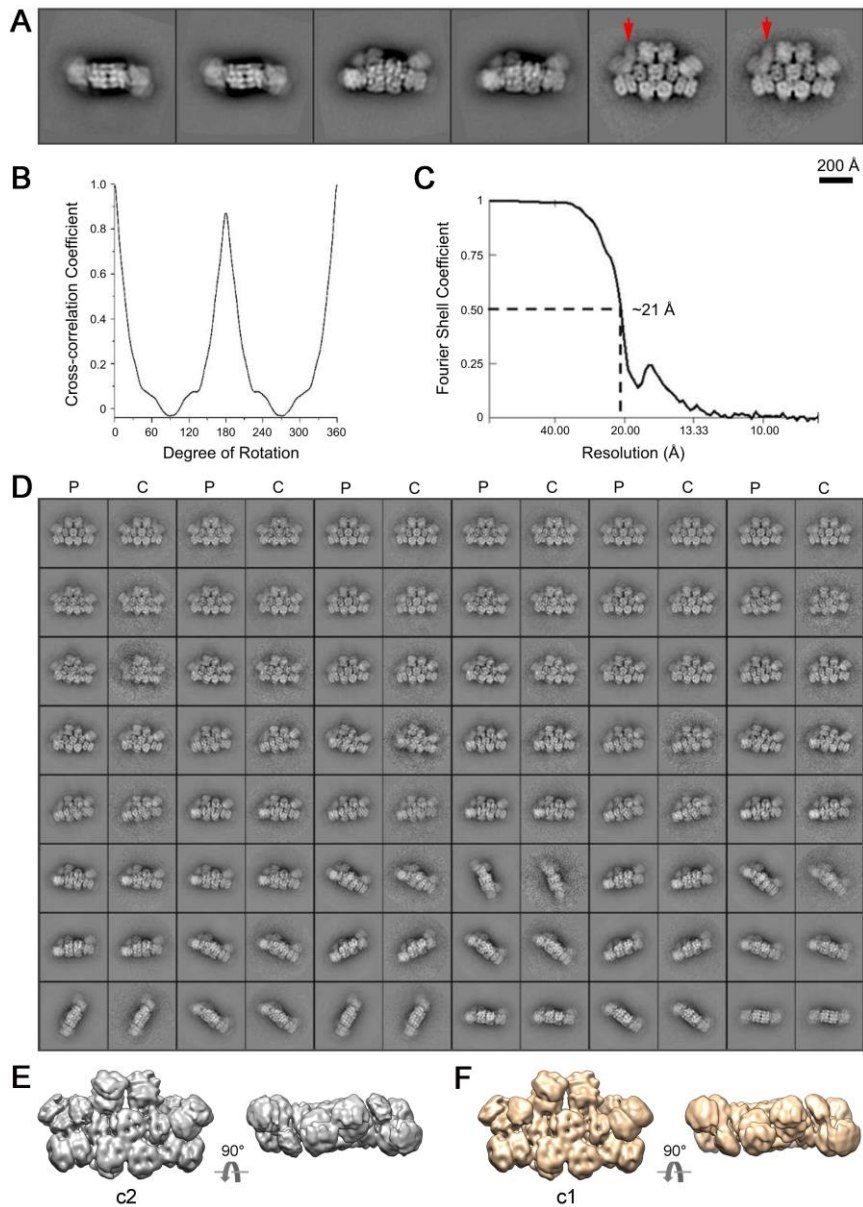 A
B
C
200 Å
Cross-correlation Coefficient
1.0
0.8
0.6
0.4
0.2
0
0 60 120 180 240 300 360
Degree of Rotation
Fourier Shell Coefficient
1
0.75
0.50
0.25
0
~21 Å
40.00 20.00 13.33 10.00
Resolution (Å)
D
P C P C P C P C P C P C
E
90°
c2
F
90°
c1